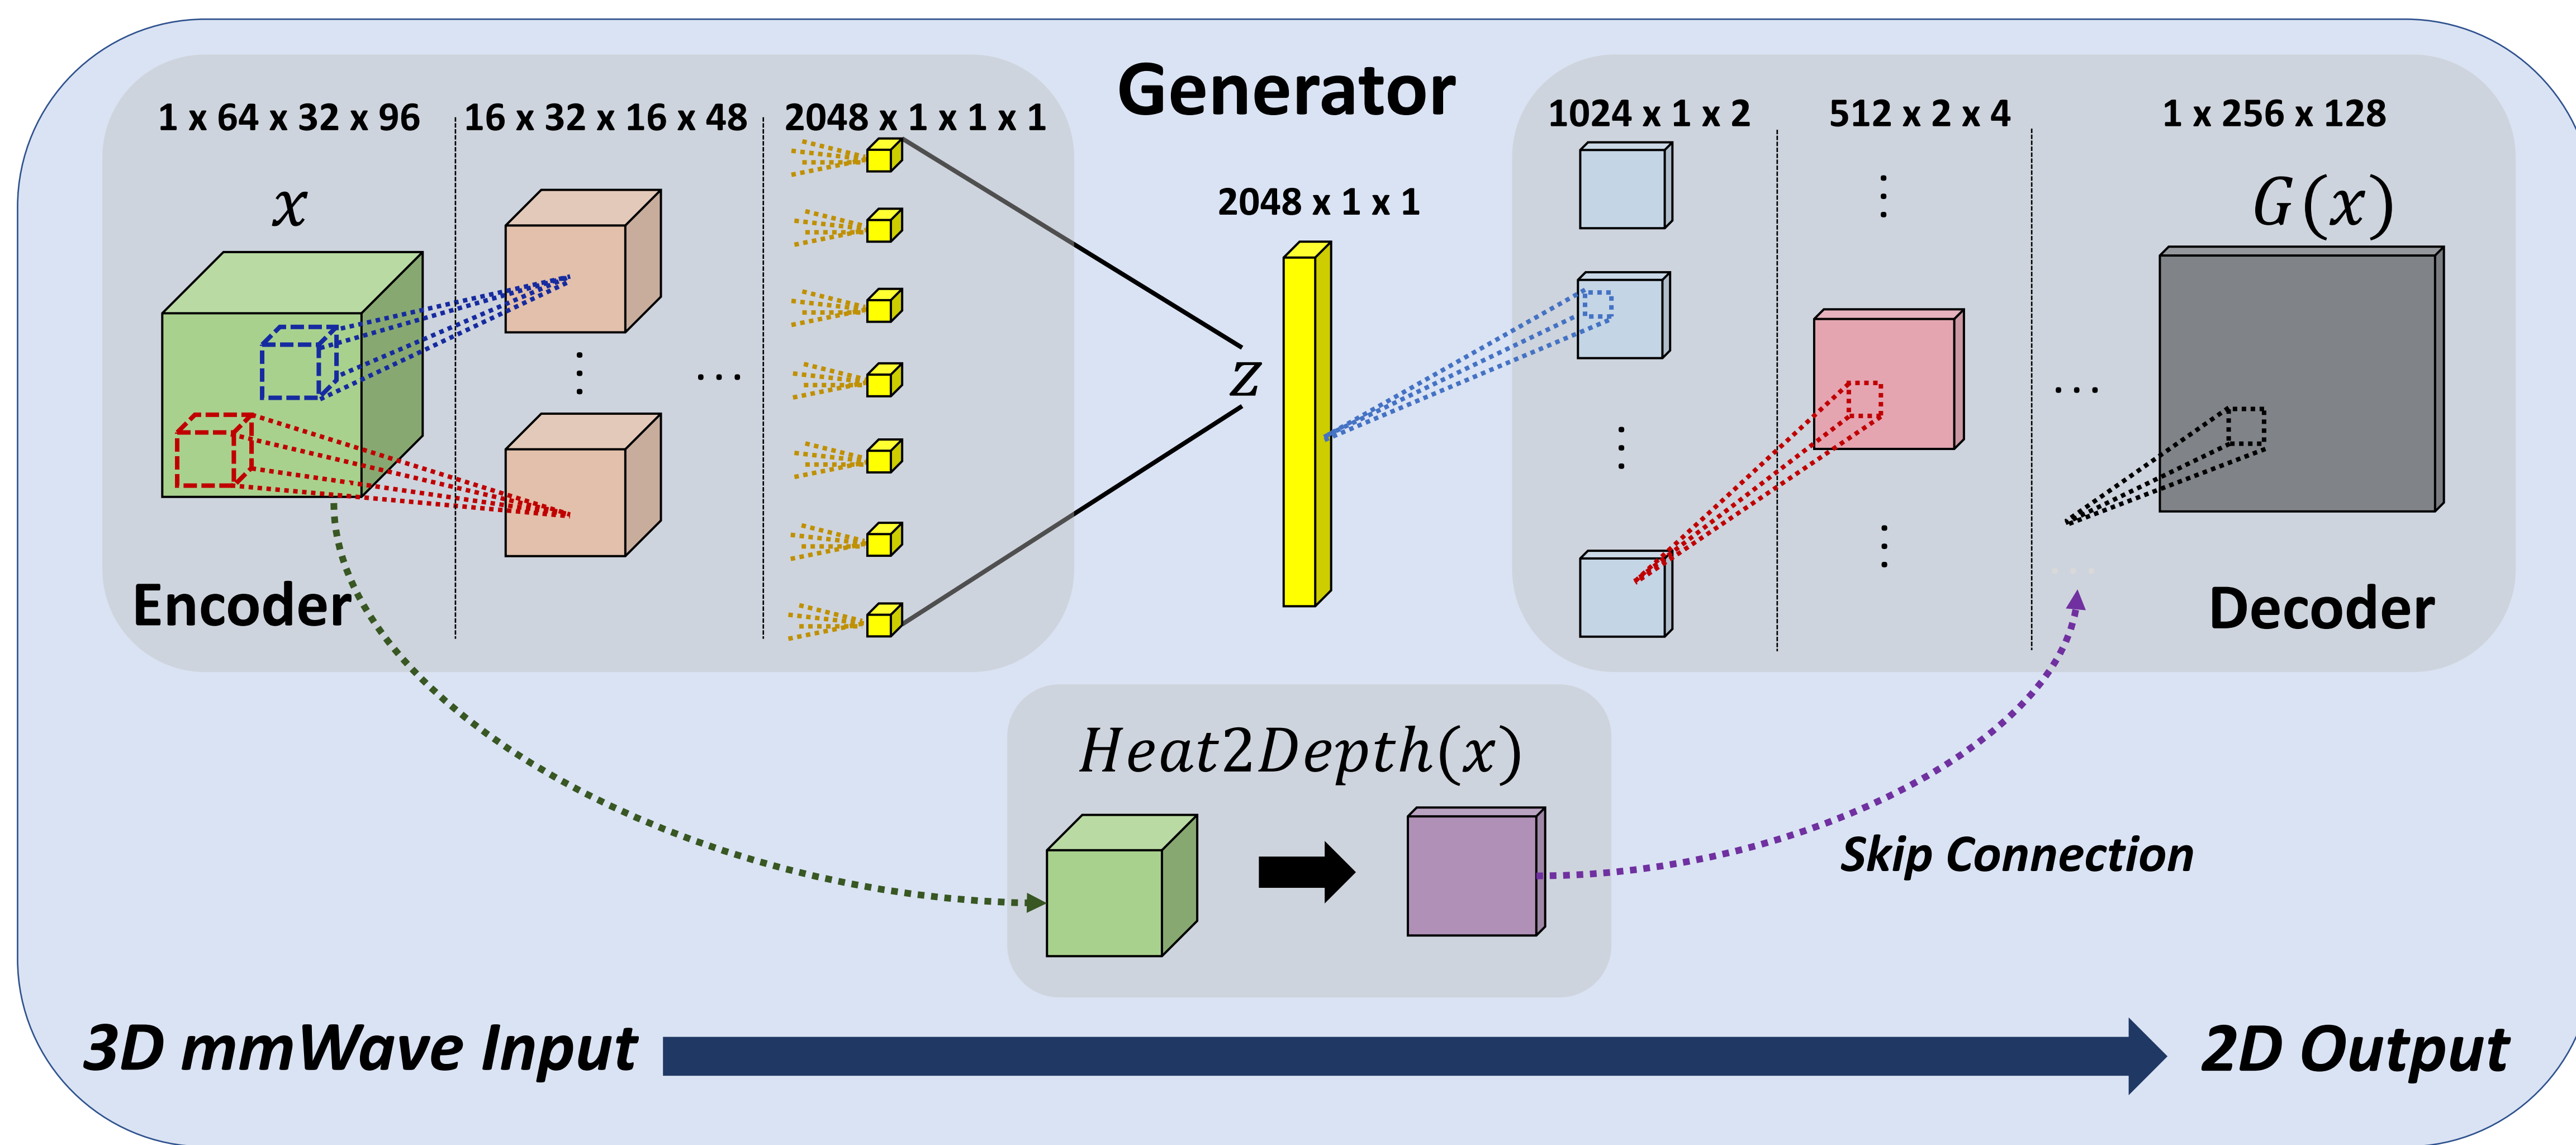 Generator
1 x 64 x 32 x 96
16 x 32 x 16 x 48
2048 x 1 x 1 x 1
x
Encoder
2048 x 1 x 1
z
1024 x 1 x 2
512 x 2 x 4
1 x 256 x 128
G(x)
Decoder
Heat2Depth(x)
Skip Connection
3D mmWave Input
2D Output